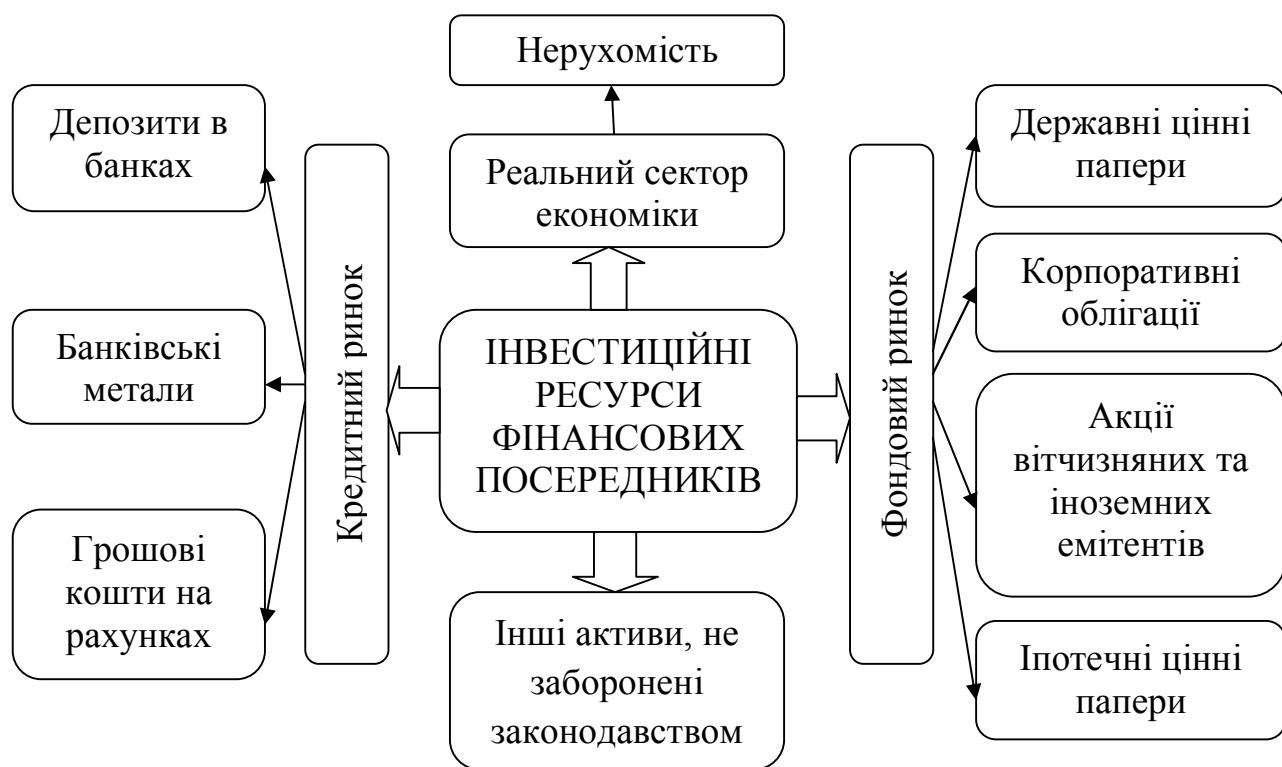 Нерухомість
Депозити в
банках
Реальний сектор
економіки
Державні цінні
папери
Кредитний ринок
Фондовий ринок
Корпоративні
облігації
Банківські
метали
ІНВЕСТИЦІЙНІ
РЕСУРСИ
ФІНАНСОВИХ
ПОСЕРЕДНИКІВ
Акції
вітчизняних та
іноземних
емітентів
Грошові
кошти на
рахунках
Інші активи, не
заборонені
законодавством
Іпотечні цінні
папери